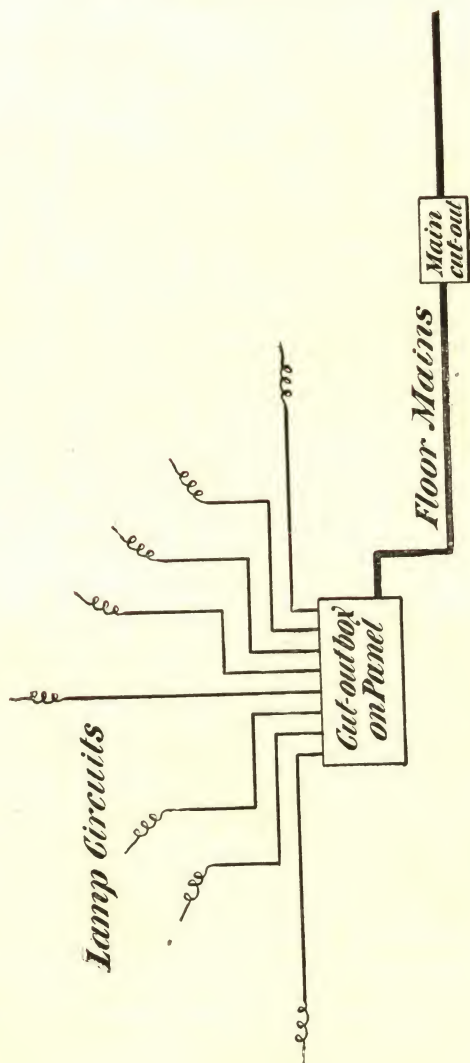 Lamp Circuits
Cut-out box
on Panel
Floor Mains
Main
cut-out